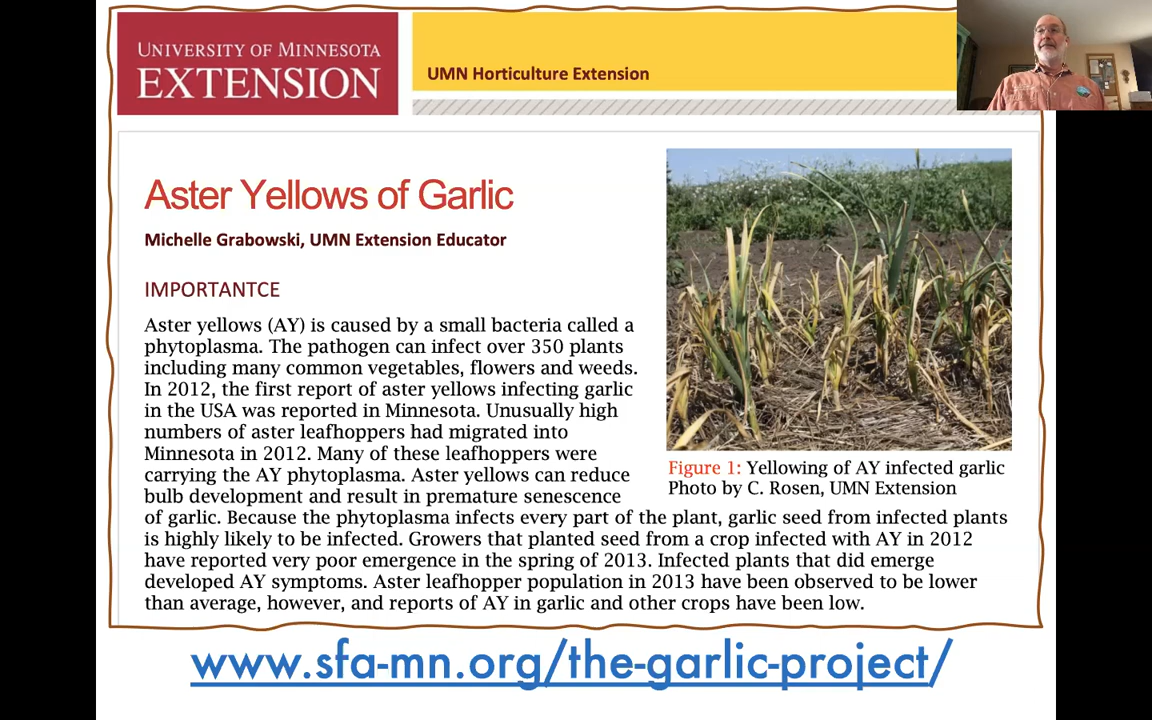 UNIVERSITY OF MINNESOTA
EXTENSION
UMN Horticulture Extension
Aster Yellows of Garlic
Michelle Grabowski, UMN Extension Educator
IMPORTANTCE
Aster yellows (AY) is caused by a small bacteria called a
phytoplasma. The pathogen can infect over 350 plants
including many common vegetables, flowers and weeds.
In 2012, the first report of aster yellows infecting garlic
in the USA was reported in Minnesota. Unusually high
numbers of aster leafhoppers had migrated into
Minnesota in 2012. Many of these leafhoppers were
carrying the AY phytoplasma. Aster yellows can reduce
bulb development and result in premature senescence
of garlic. Because the phytoplasma infects every part of the plant, garlic seed from infected plants
is highly likely to be infected. Growers that planted seed from a crop infected with AY in 2012
have reported very poor emergence in the spring of 2013. Infected plants that did emerge
developed AY symptoms. Aster leafhopper population in 2013 have been observed to be lower
than average, however, and reports of AY in garlic and other crops have been low.
Figure 1: Yellowing of AY infected garlic
Photo by C. Rosen, UMN Extension
www.sfa-mn.org/the-garlic-project/